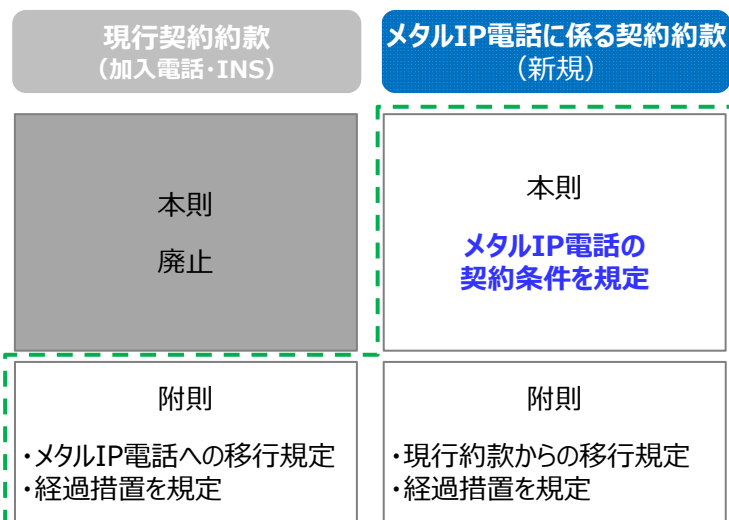 現行契約約款
（加入電話・INS）
メタルIP電話に係る契約約款
（新規）
本則
廃止
本則
メタルIP電話の
契約条件を規定
附則
・メタルIP電話への移行規定
・経過措置を規定
附則
・現行約款からの移行規定
・経過措置を規定